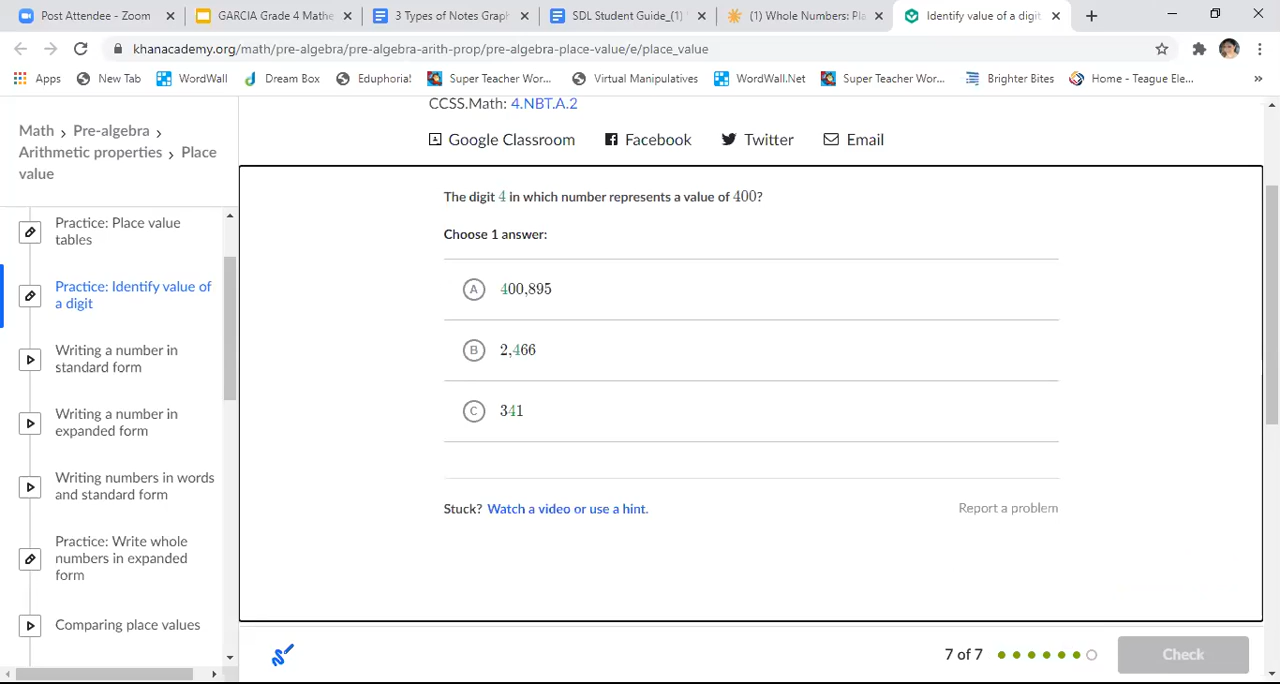 Post Attendee - Zoom
GARCIA Grade 4 Mathe
3 Types of Notes Graph
SDL Student Guide_(1)
(1) Whole Numbers: Pla
Identify value of a digit
khanacademy.org/math/pre-algebra/pre-algebra-arith-prop/pre-algebra-place-value/e/place_value
Apps
New Tab
WordWall
Dream Box
Eduphoria!
Super Teacher Wor...
Virtual Manipulatives
WordWall.Net
Super Teacher Wor...
Brighter Bites
Home - Teague Ele...
»
Math > Pre-algebra >
Arithmetic properties > Place
value
Practice: Place value
tables
Practice: Identify value of
a digit
Writing a number in
standard form
Writing a number in
expanded form
Writing numbers in words
and standard form
Practice: Write whole
numbers in expanded
form
Comparing place values
CCSS.Math: 4.NBT.A.2
Google Classroom
Facebook
Twitter
Email
The digit 4 in which number represents a value of 400?
Choose 1 answer:
A 400,895
B 2,466
C 341
Stuck? Watch a video or use a hint.
Report a problem
7 of 7
Check